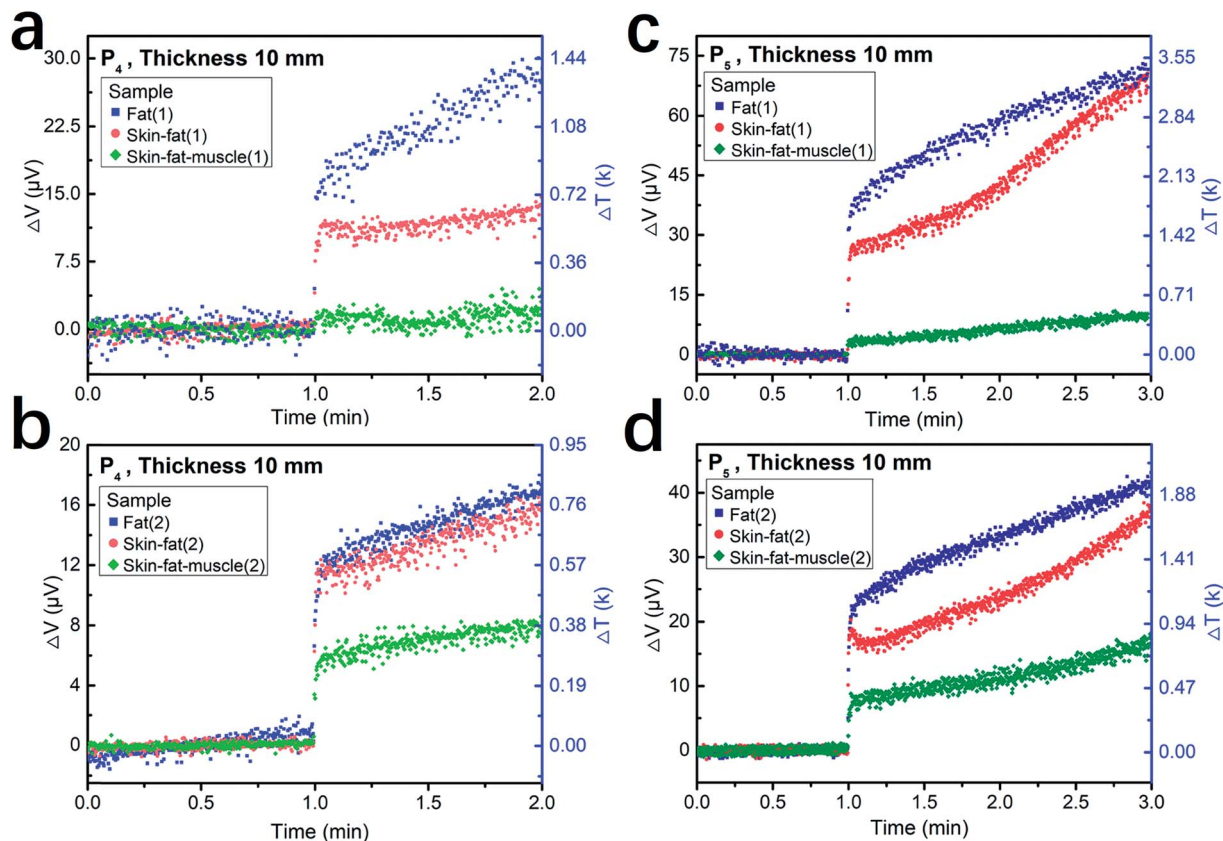 a
P4 , Thickness 10 mm
Sample
Fat(1)
Skin-fat(1)
Skin-fat-muscle(1)
30.0
22.5
15.0
7.5
0.0
△V (μV)
1.44
1.08
0.72
0.36
0.00
△T (k)
0.0
0.5
1.0
1.5
2.0
Time (min)
c
P5 , Thickness 10 mm
Sample
Fat(1)
Skin-fat(1)
Skin-fat-muscle(1)
75
60
45
30
15
0
△V (μV)
3.55
2.84
2.13
1.42
0.71
0.00
△T (k)
0.0
0.5
1.0
1.5
2.0
2.5
3.0
Time (min)
b
P4 , Thickness 10 mm
Sample
Fat(2)
Skin-fat(2)
Skin-fat-muscle(2)
20
16
12
8
4
0
△V (μV)
0.95
0.76
0.57
0.38
0.19
0.00
△T (k)
0.0
0.5
1.0
1.5
2.0
Time (min)
d
P5 , Thickness 10 mm
Sample
Fat(2)
Skin-fat(2)
Skin-fat-muscle(2)
40
30
20
10
0
△V (μV)
1.88
1.41
0.94
0.47
0.00
△T (k)
0.0
0.5
1.0
1.5
2.0
2.5
3.0
Time (min)